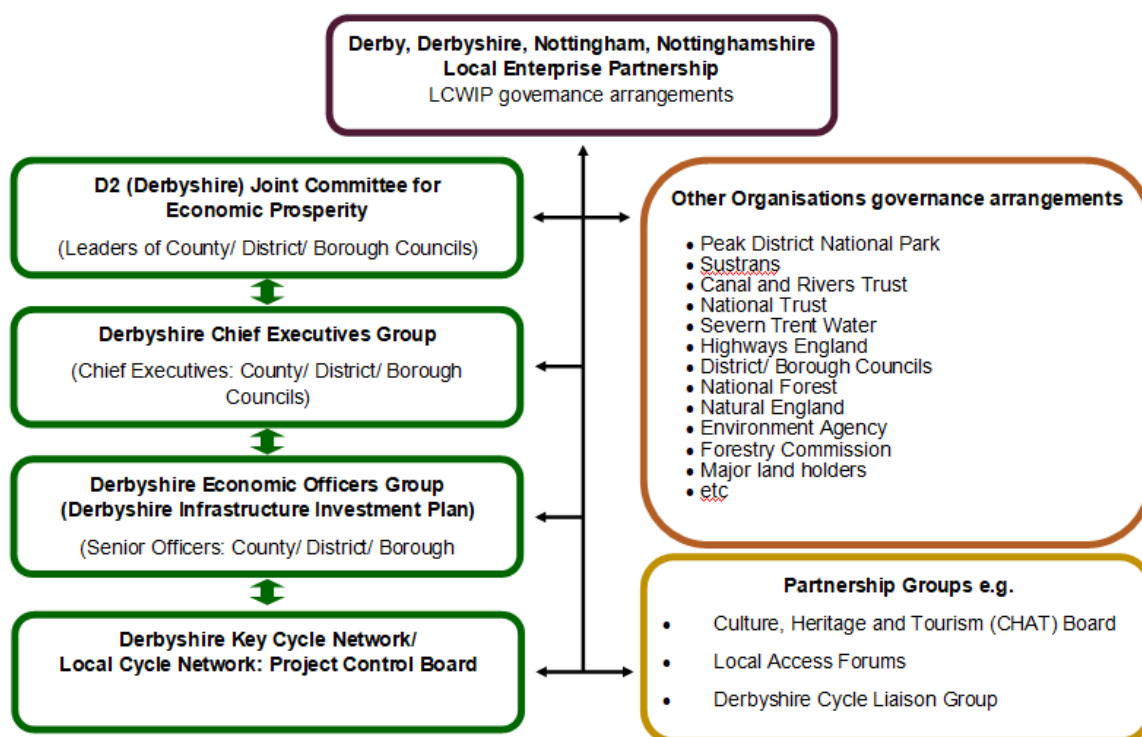 Derby, Derbyshire, Nottingham, Nottinghamshire
Local Enterprise Partnership
LCWIP governance arrangements
D2 (Derbyshire) Joint Committee for
Economic Prosperity
(Leaders of County/ District/ Borough Councils)
Derbyshire Chief Executives Group
(Chief Executives: County/ District/ Borough
Councils)
Derbyshire Economic Officers Group
(Derbyshire Infrastructure Investment Plan)
(Senior Officers: County/ District/ Borough
Derbyshire Key Cycle Network/
Local Cycle Network: Project Control Board
Other Organisations governance arrangements
• Peak District National Park
• Sustrans
• Canal and Rivers Trust
• National Trust
• Severn Trent Water
• Highways England
• District/ Borough Councils
• National Forest
• Natural England
• Environment Agency
• Forestry Commission
• Major land holders
• etc
Partnership Groups e.g.
• Culture, Heritage and Tourism (CHAT) Board
• Local Access Forums
• Derbyshire Cycle Liaison Group